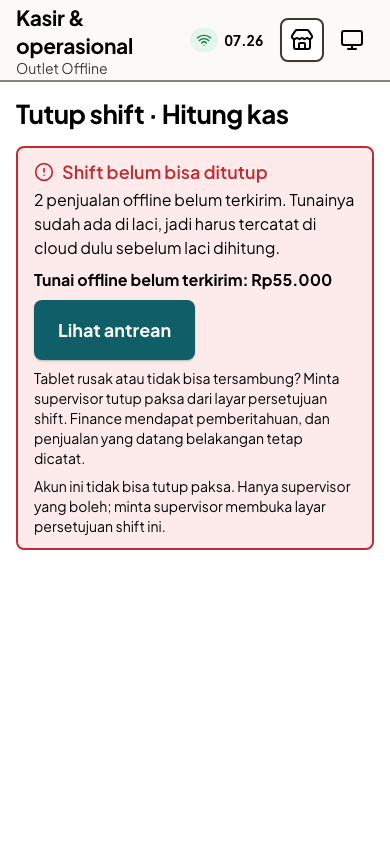 Kasir &
operasional
Outlet Offline
07.26
Tutup shift · Hitung kas
Shift belum bisa ditutup
2 penjualan offline belum terkirim. Tunainya
sudah ada di laci, jadi harus tercatat di
cloud dulu sebelum laci dihitung.
Tunai offline belum terkirim: Rp55.000
Lihat antrean
Tablet rusak atau tidak bisa tersambung? Minta
supervisor tutup paksa dari layar persetujuan
shift. Finance mendapat pemberitahuan, dan
penjualan yang datang belakangan tetap
dicatat.
Akun ini tidak bisa tutup paksa. Hanya supervisor
yang boleh; minta supervisor membuka layar
persetujuan shift ini.